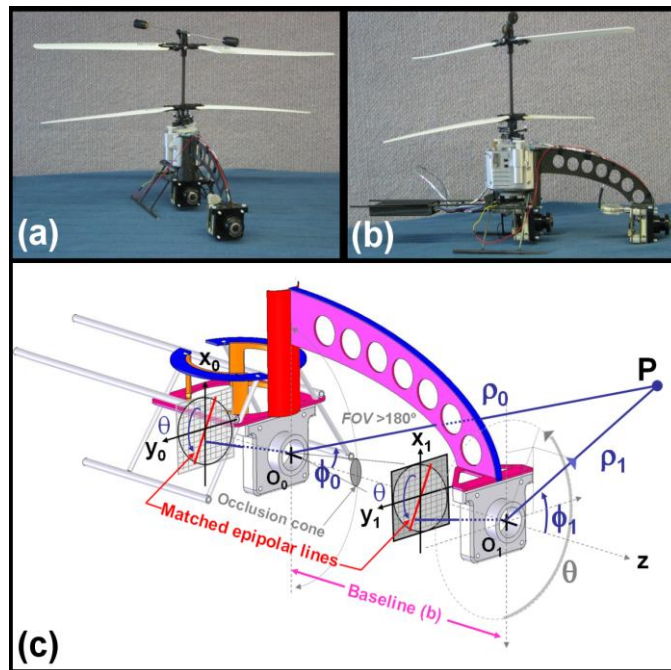 (a)
(b)
P
x₀
ρ₀
FOV >180°
θ
x₁
y₀
ρ₁
ϕ₀
O₀
θ
ϕ₁
y₁
Occlusion cone
Matched epipolar lines
O₁
z
θ
Baseline (b)
(c)